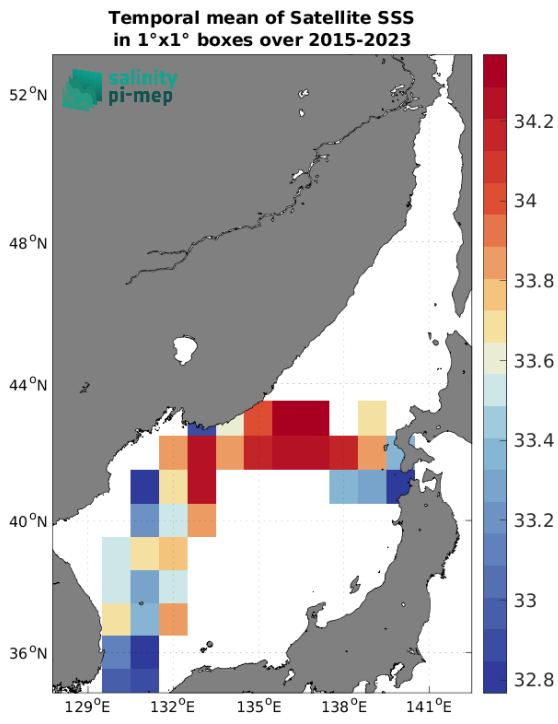 Temporal mean of Satellite SSS
in 1°x1° boxes over 2015-2023
salinity
pi-mep
52°N
48°N
44°N
40°N
36°N
129°E
132°E
135°E
138°E
141°E
34.2
34
33.8
33.6
33.4
33.2
33
32.8